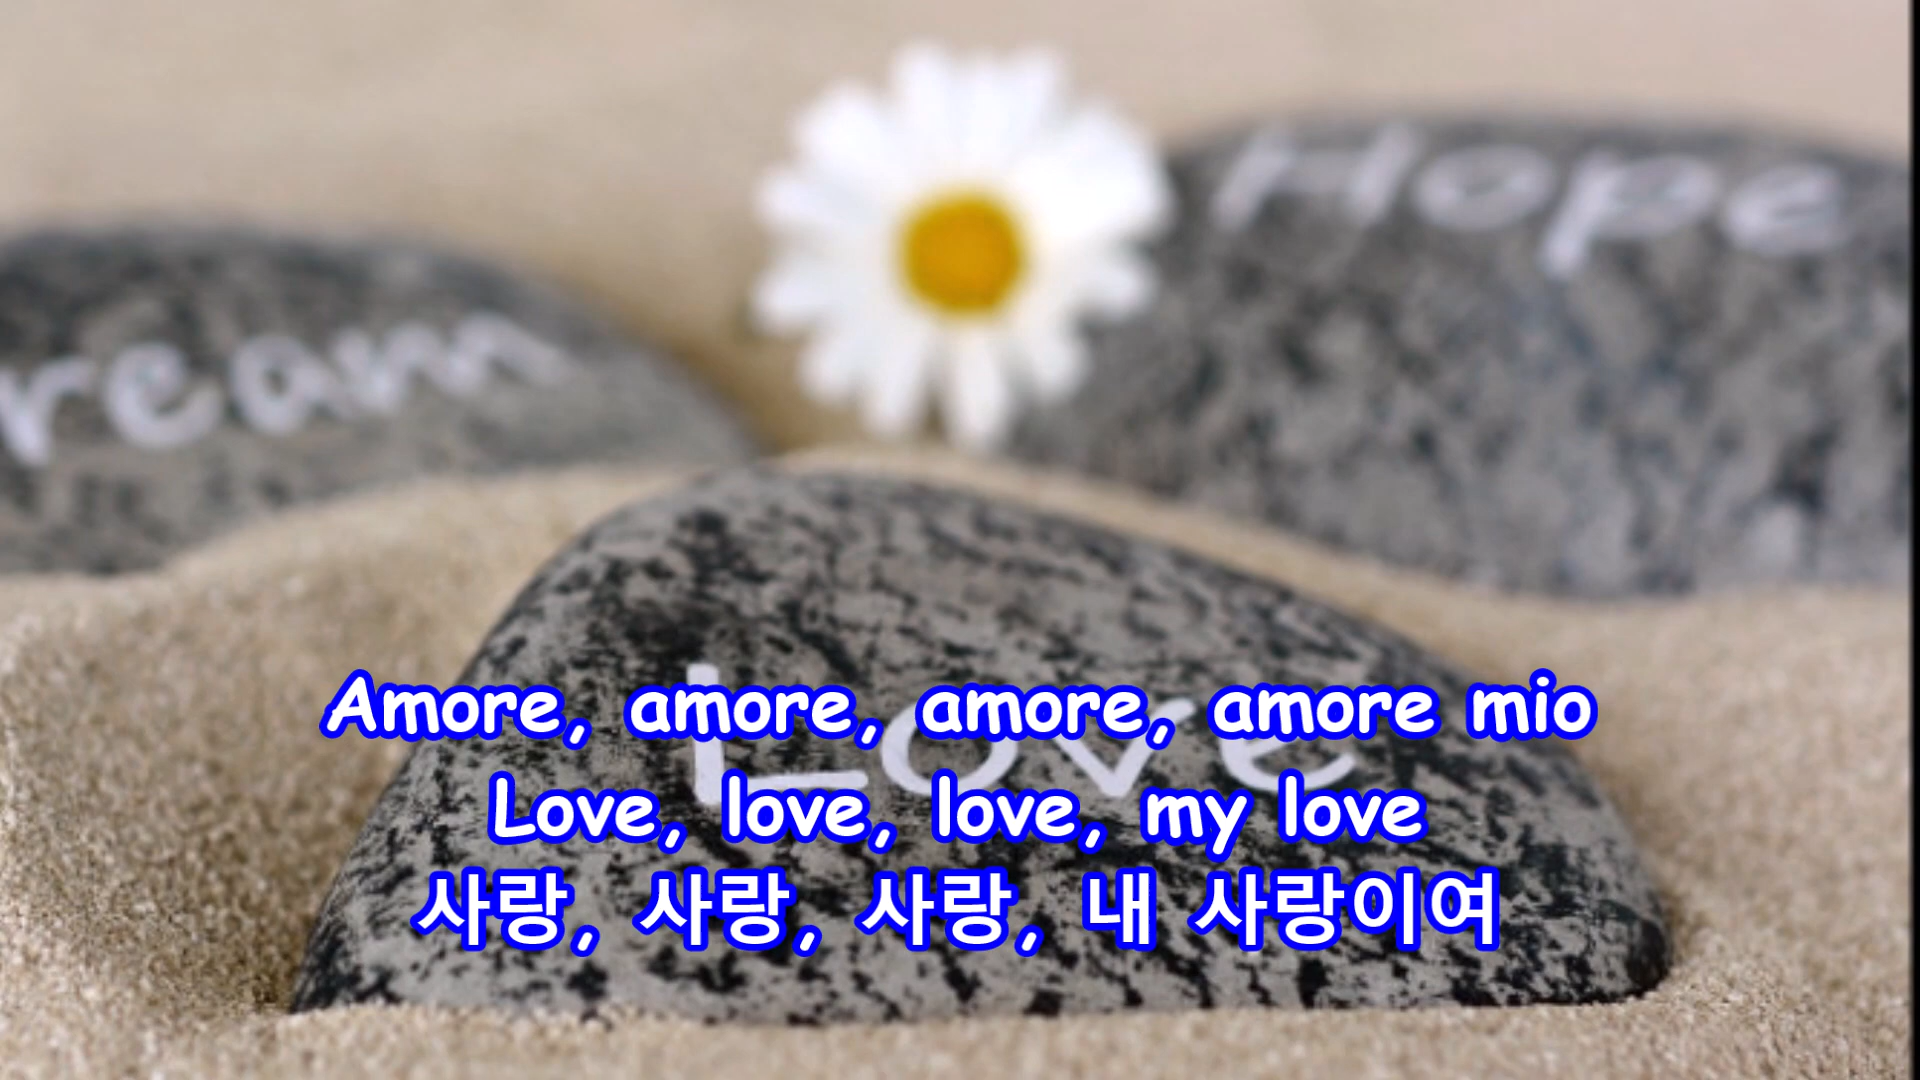 Hope
ream
Love
Amore, amore, amore, amore mio
Love, love, love, my love
사랑, 사랑, 사랑, 내 사랑이여